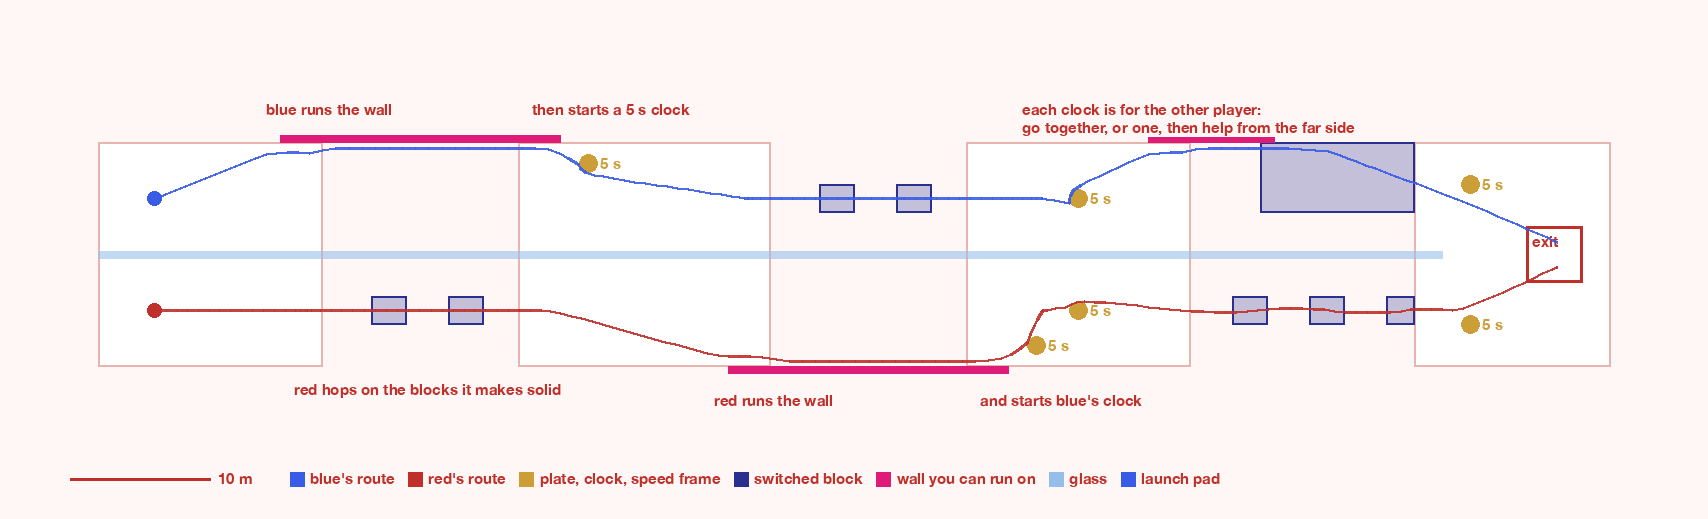 blue runs the wall
then starts a 5 s clock
each clock is for the other player:
go together, or one, then help from the far side
5 s
5 s
5 s
exit
5 s
5 s
5 s
red hops on the blocks it makes solid
red runs the wall
and starts blue's clock
10 m
blue's route
red's route
plate, clock, speed frame
switched block
wall you can run on
glass
launch pad